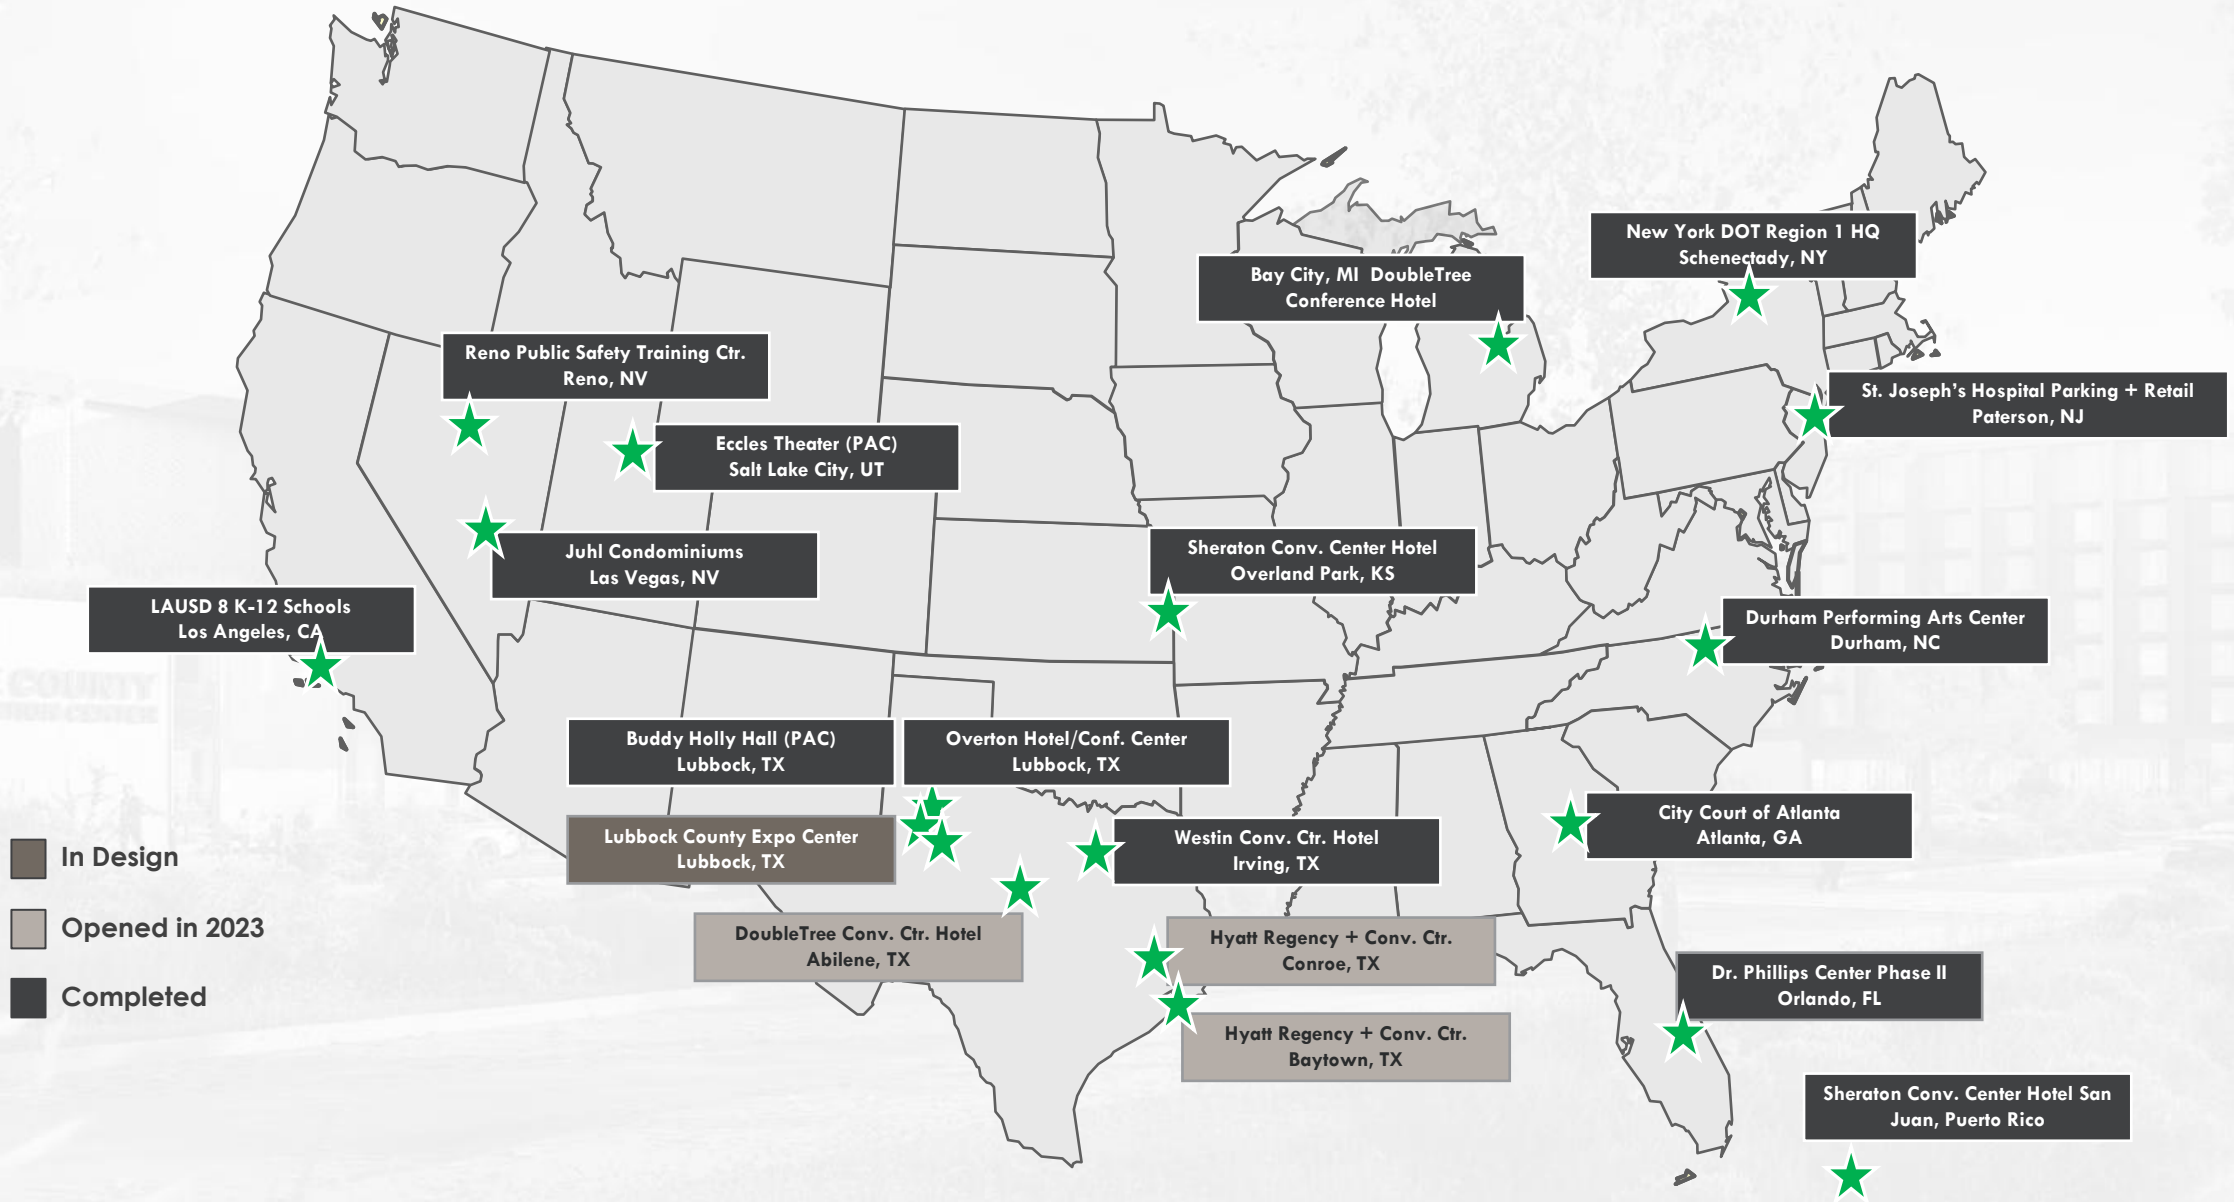 New York DOT Region 1 HQ
Schenectady, NY
Bay City, MI  DoubleTree
Conference Hotel
Reno Public Safety Training Ctr.
Reno, NV
St. Joseph's Hospital Parking + Retail
Paterson, NJ
Eccles Theater (PAC)
Salt Lake City, UT
Juhl Condominiums
Las Vegas, NV
Sheraton Conv. Center Hotel
Overland Park, KS
LAUSD 8 K-12 Schools
Los Angeles, CA
Durham Performing Arts Center
Durham, NC
COUNTY
Buddy Holly Hall (PAC)
Lubbock, TX
Overton Hotel/Conf. Center
Lubbock, TX
Lubbock County Expo Center
Lubbock, TX
Westin Conv. Ctr. Hotel
Irving, TX
City Court of Atlanta
Atlanta, GA
In Design
Opened in 2023
Completed
DoubleTree Conv. Ctr. Hotel
Abilene, TX
Hyatt Regency + Conv. Ctr.
Conroe, TX
Hyatt Regency + Conv. Ctr.
Baytown, TX
Dr. Phillips Center Phase II
Orlando, FL
Sheraton Conv. Center Hotel San
Juan, Puerto Rico